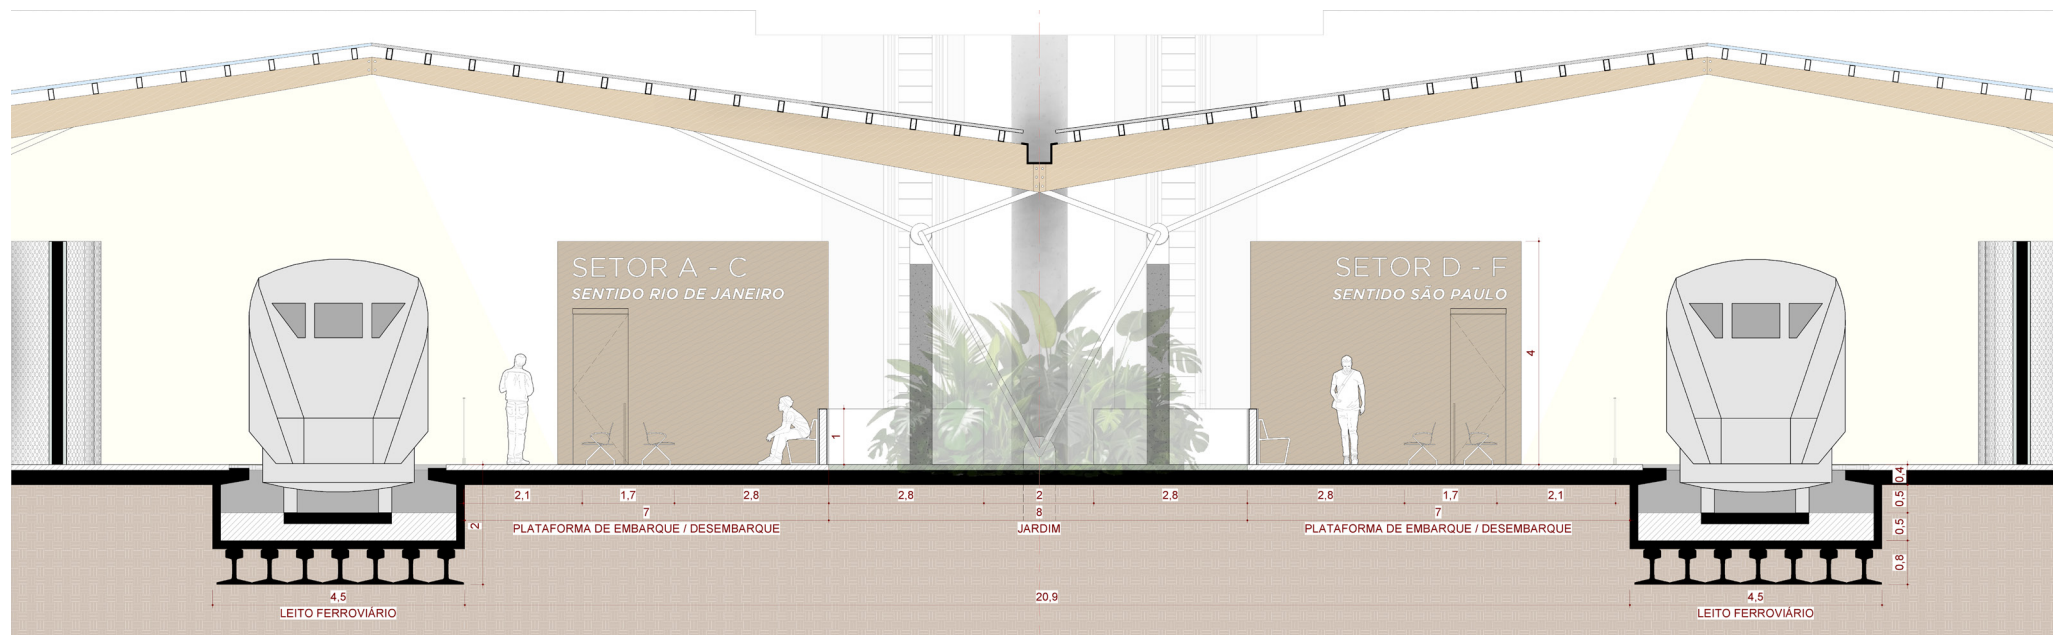 SETOR A - C
SENTIDO RIO DE JANEIRO
SETOR D - F
SENTIDO SÃO PAULO
4
1
2,1 1,7 2,8 2,8 2 2,8 2,8 1,7 2,1
7 8 7
PLATAFORMA DE EMBARQUE / DESEMBARQUE JARDIM PLATAFORMA DE EMBARQUE / DESEMBARQUE
2
0,4
0,5
0,5
0,8
4,5 20,9 4,5
LEITO FERROVIÁRIO LEITO FERROVIÁRIO